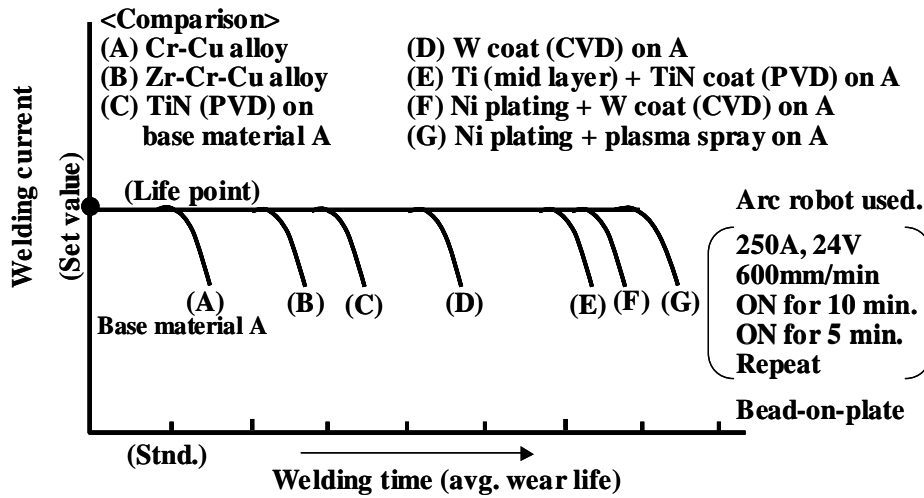 <Comparison>
(A) Cr-Cu alloy
(B) Zr-Cr-Cu alloy
(C) TiN (PVD) on
base material A
(D) W coat (CVD) on A
(E) Ti (mid layer) + TiN coat (PVD) on A
(F) Ni plating + W coat (CVD) on A
(G) Ni plating + plasma spray on A
Welding current
(Set value)
(Life point)
(A)
(B)
(C)
(D)
(E)
(F)
(G)
Base material A
Arc robot used.
250A, 24V
600mm/min
ON for 10 min.
ON for 5 min.
Repeat
Bead-on-plate
(Stnd.)
Welding time (avg. wear life)